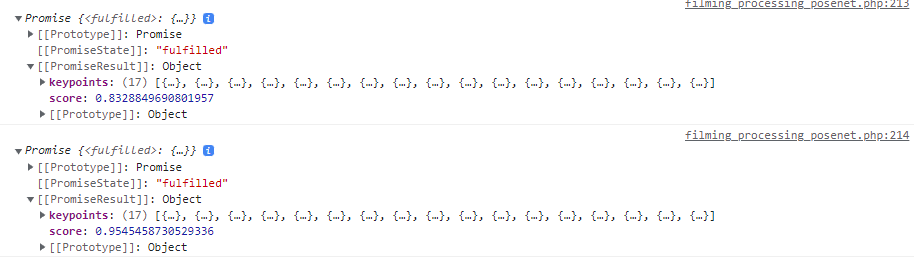 filming_processing_posenet.php:213
▼Promise {<fulfilled>: {…}} i
▶[[Prototype]]: Promise
[[PromiseState]]: "fulfilled"
▼[[PromiseResult]]: Object
▶keypoints: (17) [{…}, {…}, {…}, {…}, {…}, {…}, {…}, {…}, {…}, {…}, {…}, {…}, {…}, {…}, {…}, {…}, {…}]
score: 0.8328849690801957
▶[[Prototype]]: Object
filming_processing_posenet.php:214
▼Promise {<fulfilled>: {…}} i
▶[[Prototype]]: Promise
[[PromiseState]]: "fulfilled"
▼[[PromiseResult]]: Object
▶keypoints: (17) [{…}, {…}, {…}, {…}, {…}, {…}, {…}, {…}, {…}, {…}, {…}, {…}, {…}, {…}, {…}, {…}, {…}]
score: 0.9545458730529336
▶[[Prototype]]: Object